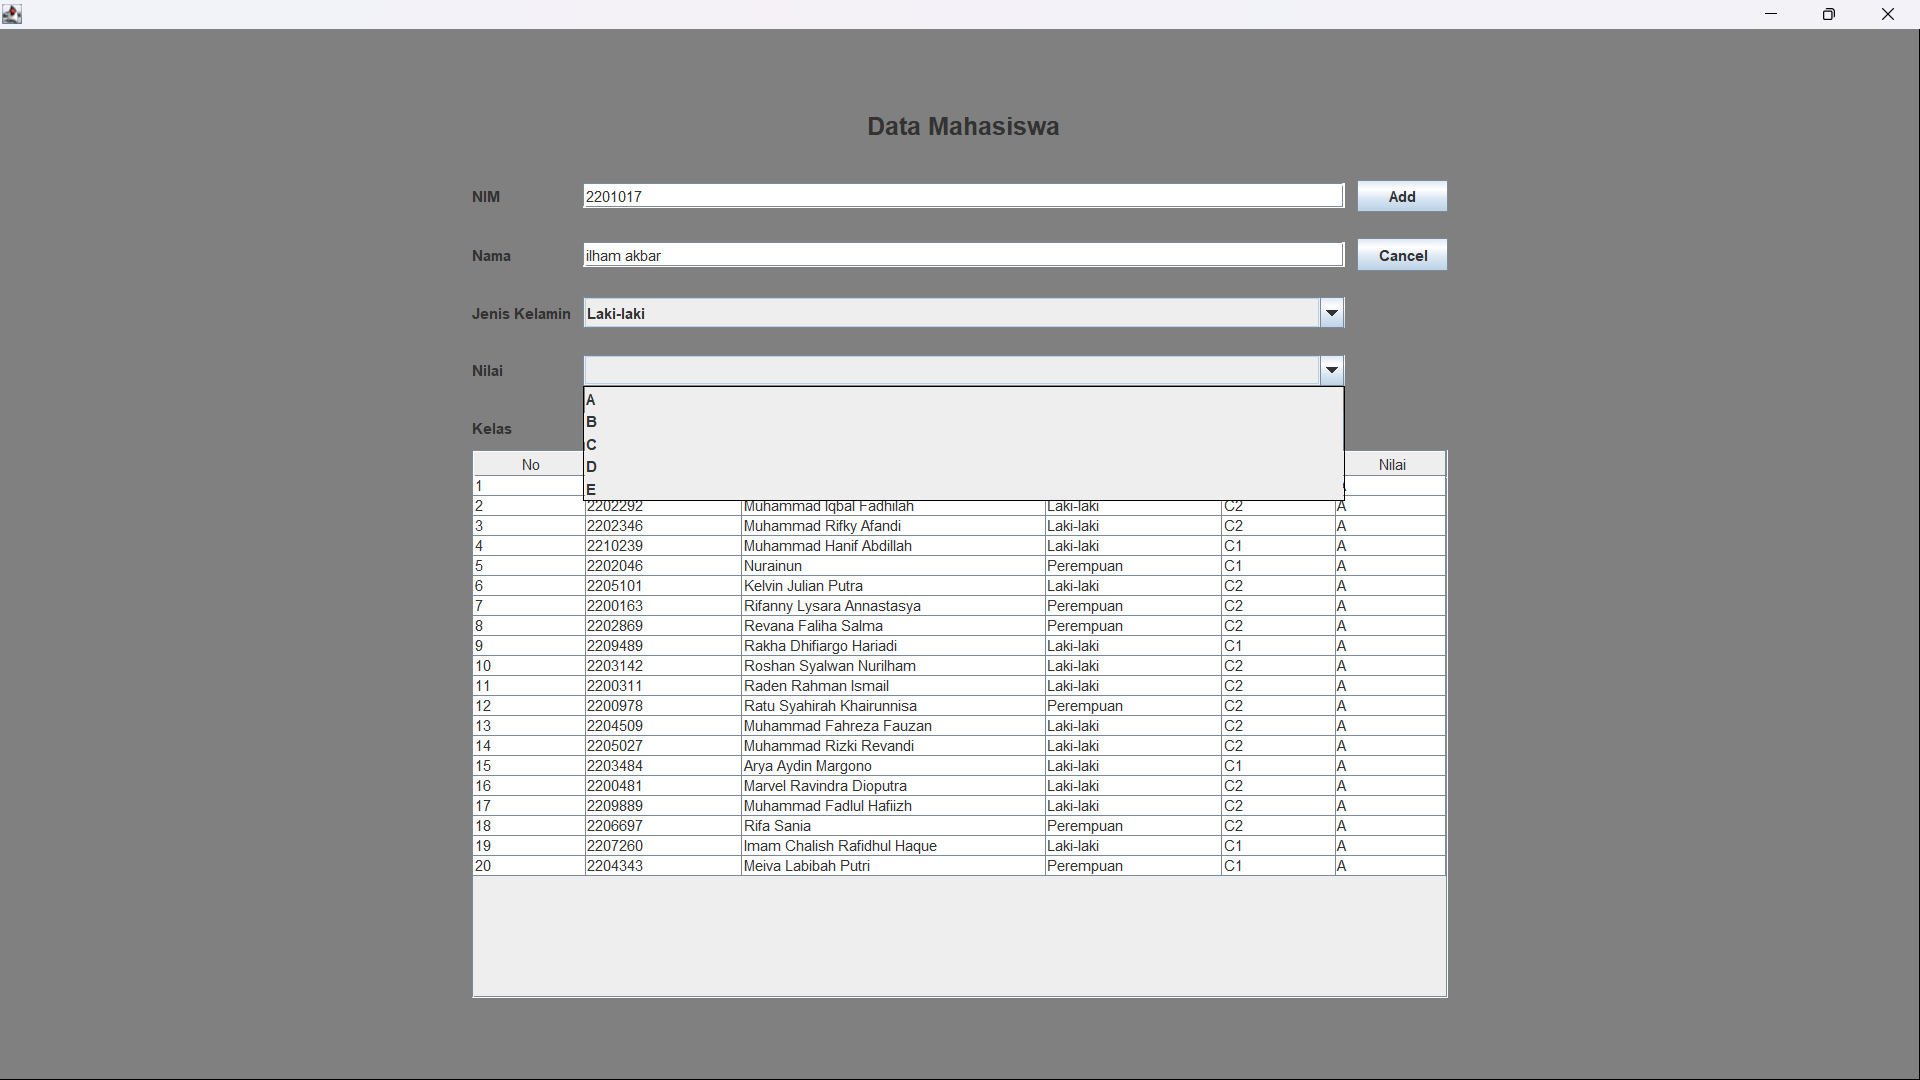 Data Mahasiswa
NIM 2201017 Add
Nama ilham akbar Cancel
Jenis Kelamin Laki-laki
Nilai
A
B
Kelas
C
No Nilai
D
1 E
2 2202292 Muhammad Iqbal Fadhilah Laki-laki C2 A
3 2202346 Muhammad Rifky Afandi Laki-laki C2 A
4 2210239 Muhammad Hanif Abdillah Laki-laki C1 A
5 2202046 Nurainun Perempuan C1 A
6 2205101 Kelvin Julian Putra Laki-laki C2 A
7 2200163 Rifanny Lysara Annastasya Perempuan C2 A
8 2202869 Revana Faliha Salma Perempuan C2 A
9 2209489 Rakha Dhifiargo Hariadi Laki-laki C1 A
10 2203142 Roshan Syalwan Nurilham Laki-laki C2 A
11 2200311 Raden Rahman Ismail Laki-laki C2 A
12 2200978 Ratu Syahirah Khairunnisa Perempuan C2 A
13 2204509 Muhammad Fahreza Fauzan Laki-laki C2 A
14 2205027 Muhammad Rizki Revandi Laki-laki C2 A
15 2203484 Arya Aydin Margono Laki-laki C1 A
16 2200481 Marvel Ravindra Dioputra Laki-laki C2 A
17 2209889 Muhammad Fadlul Hafiizh Laki-laki C2 A
18 2206697 Rifa Sania Perempuan C2 A
19 2207260 Imam Chalish Rafidhul Haque Laki-laki C1 A
20 2204343 Meiva Labibah Putri Perempuan C1 A